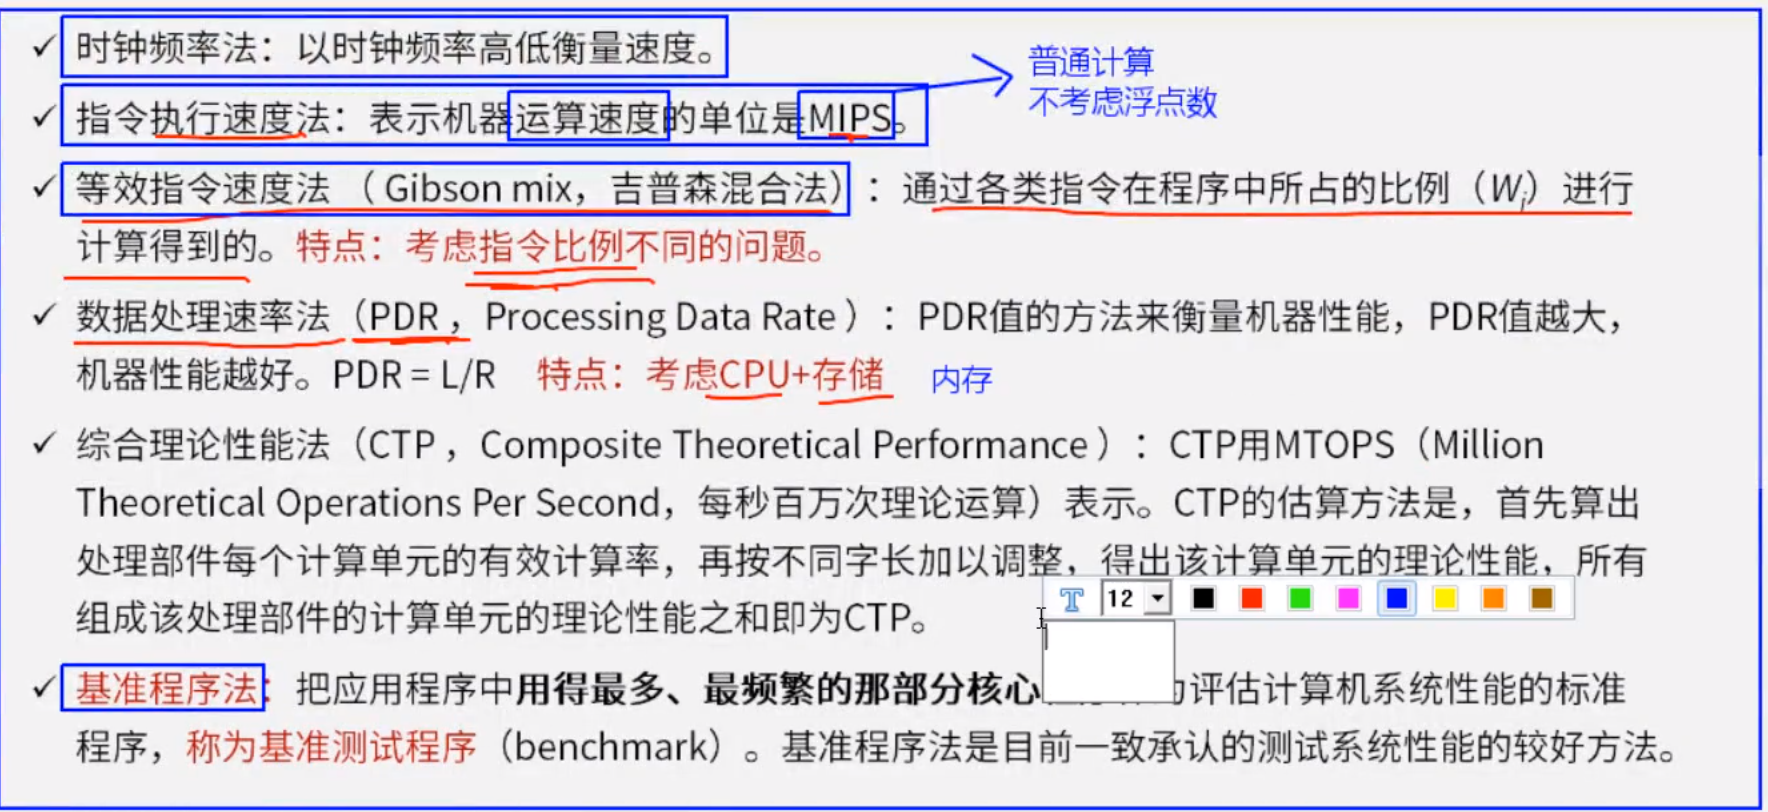 ✓ 时钟频率法：以时钟频率高低衡量速度。
普通计算
不考虑浮点数
✓ 指令执行速度法：表示机器运算速度的单位是MIPS。
✓ 等效指令速度法 （ Gibson mix，吉普森混合法）：通过各类指令在程序中所占的比例（Wi）进行
计算得到的。特点：考虑指令比例不同的问题。
✓ 数据处理速率法（PDR ，Processing Data Rate ）：PDR值的方法来衡量机器性能，PDR值越大，
机器性能越好。PDR = L/R 特点：考虑CPU+存储 内存
✓ 综合理论性能法（CTP ，Composite Theoretical Performance ）：CTP用MTOPS（Million
Theoretical Operations Per Second，每秒百万次理论运算）表示。CTP的估算方法是，首先算出
处理部件每个计算单元的有效计算率，再按不同字长加以调整，得出该计算单元的理论性能，所有
组成该处理部件的计算单元的理论性能之和即为CTP。
T 12
✓ 基准程序法：把应用程序中用得最多、最频繁的那部分核心 评估计算机系统性能的标准
程序，称为基准测试程序（benchmark）。基准程序法是目前一致承认的测试系统性能的较好方法。